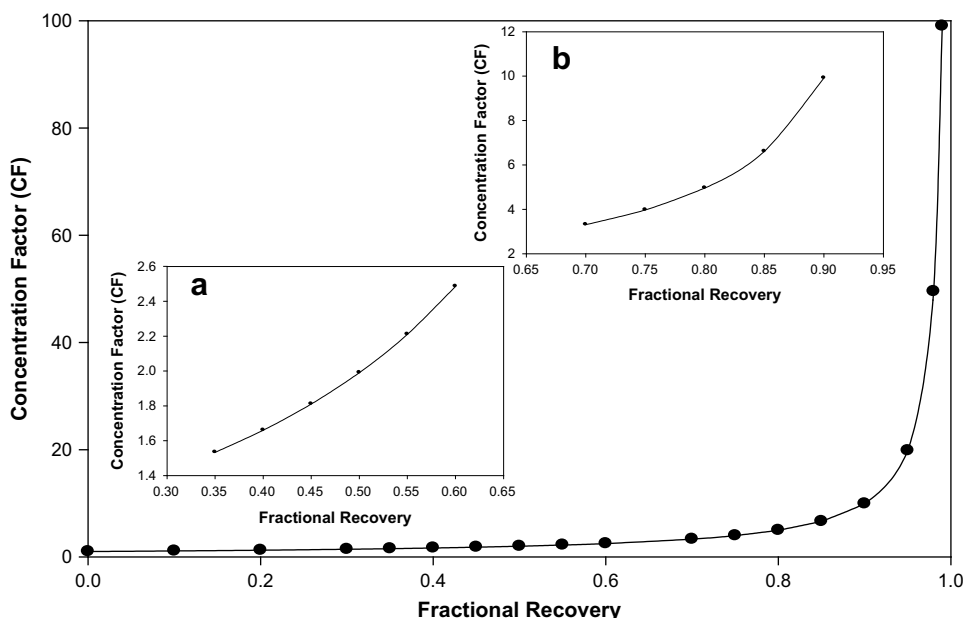 100
80
60
40
20
0
Concentration Factor (CF)
0.0 0.2 0.4 0.6 0.8 1.0
Fractional Recovery
b
12
10
8
6
4
2
Concentration Factor (CF)
0.65 0.70 0.75 0.80 0.85 0.90 0.95
Fractional Recovery
a
2.6
2.4
2.2
2.0
1.8
1.6
1.4
Concentration Factor (CF)
0.30 0.35 0.40 0.45 0.50 0.55 0.60 0.65
Fractional Recovery